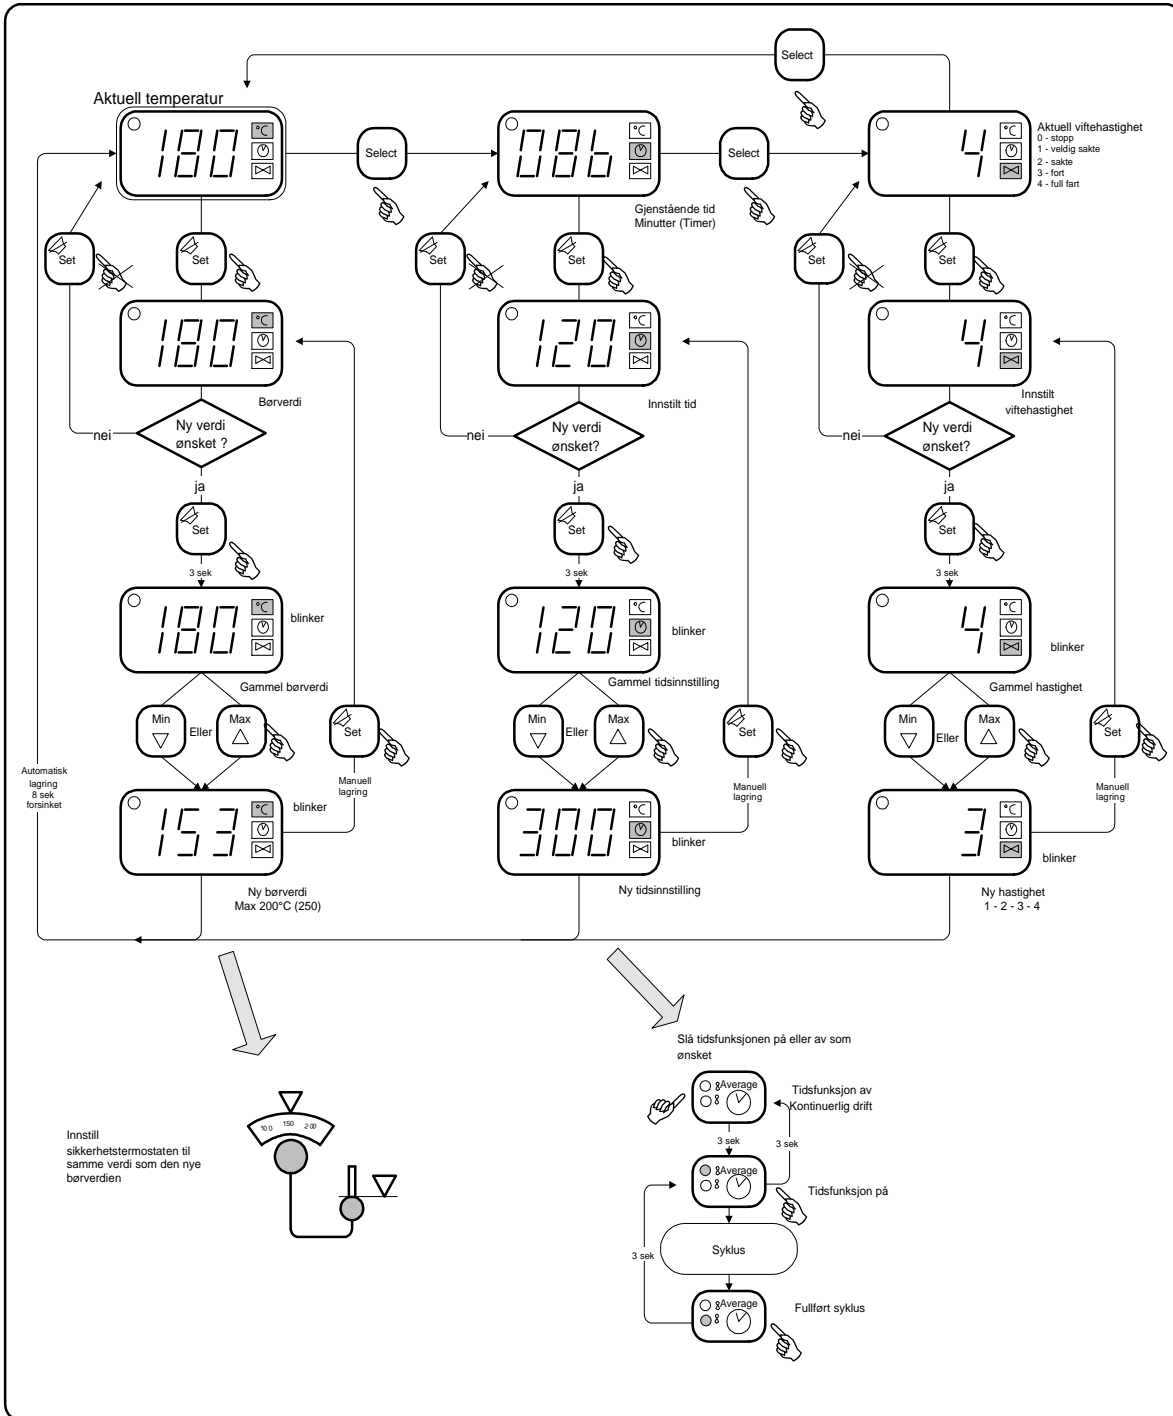 Select
Aktuell temperatur
180
°C
Select
086
°C
Select
4
°C
Aktuell viftehastighet
0 - stopp
1 - veldig sakte
2 - sakte
3 - fort
4 - full fart
Gjenstående tid
Minutter (Timer)
Set
Set
Set
Set
Set
Set
180
°C
120
°C
4
°C
Børverdi
Innstilt tid
Innstilt
viftehastighet
nei
Ny verdi
ønsket ?
nei
Ny verdi
ønsket?
nei
Ny verdi
ønsket?
ja
ja
ja
Set
Set
Set
3 sek
3 sek
3 sek
180
°C
blinker
120
°C
blinker
4
°C
blinker
Gammel børverdi
Gammel tidsinnstilling
Gammel hastighet
Min
Eller
Max
Set
Min
Eller
Max
Set
Min
Eller
Max
Set
Automatisk
lagring
8 sek
forsinket
Manuell
lagring
Manuell
lagring
Manuell
lagring
153
°C
blinker
300
°C
blinker
3
°C
blinker
Ny børverdi
Max 200°C (250)
Ny tidsinnstilling
Ny hastighet
1 - 2 - 3 - 4
Slå tidsfunksjonen på eller av som
ønsket
Average
Tidsfunksjon av
Kontinuerlig drift
Innstill
sikkerhetstermostaten til
samme verdi som den nye
børverdien
100 150 200
3 sek
3 sek
Average
Tidsfunksjon på
Syklus
3 sek
Average
Fullført syklus